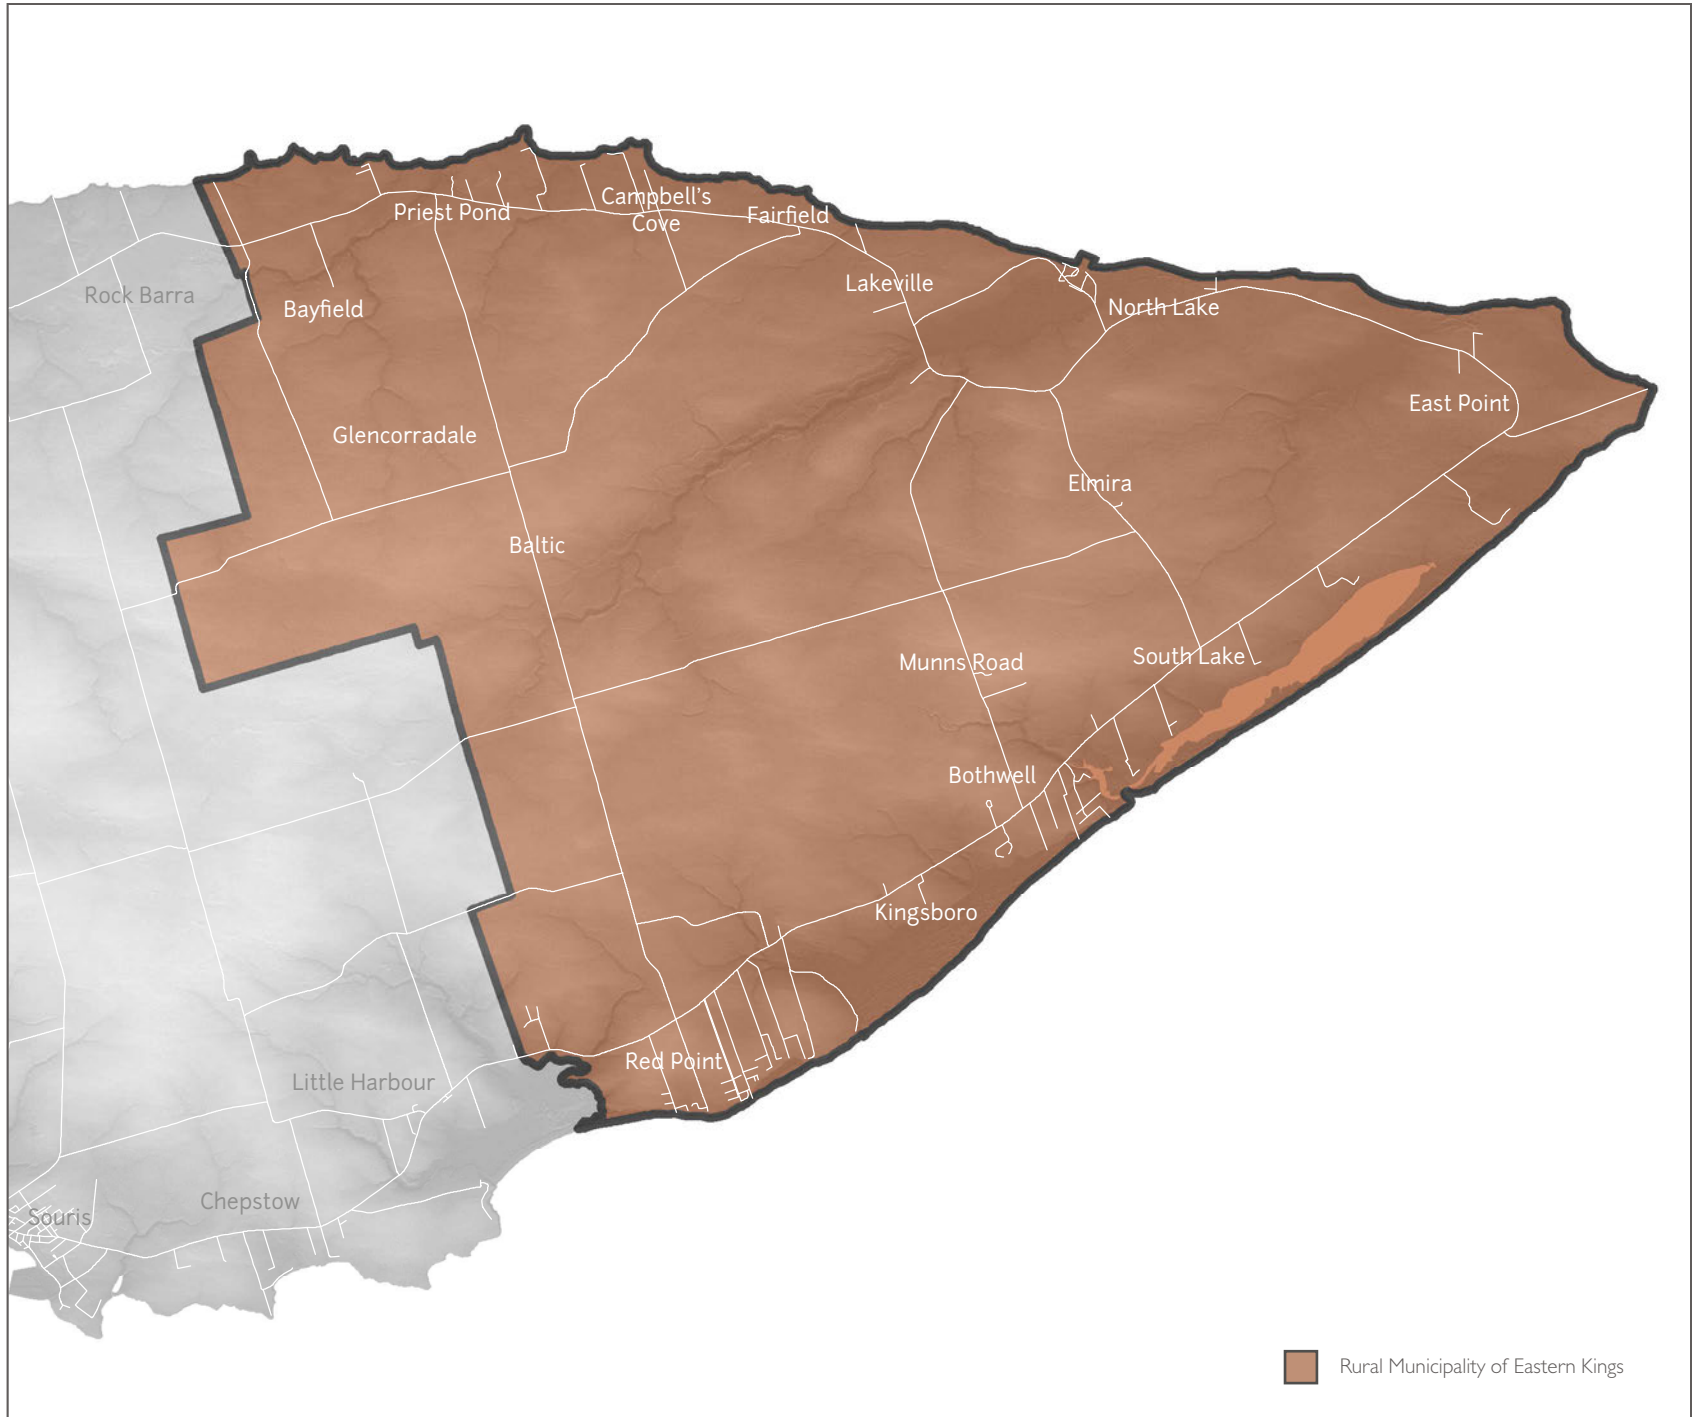 Campbell's
Cove
Priest Pond
Fairfield
Rock Barra
Bayfield
Lakeville
North Lake
East Point
Glencorradale
Elmira
Baltic
Munns Road
South Lake
Bothwell
Kingsboro
Red Point
Little Harbour
Chepstow
Souris
Rural Municipality of Eastern Kings